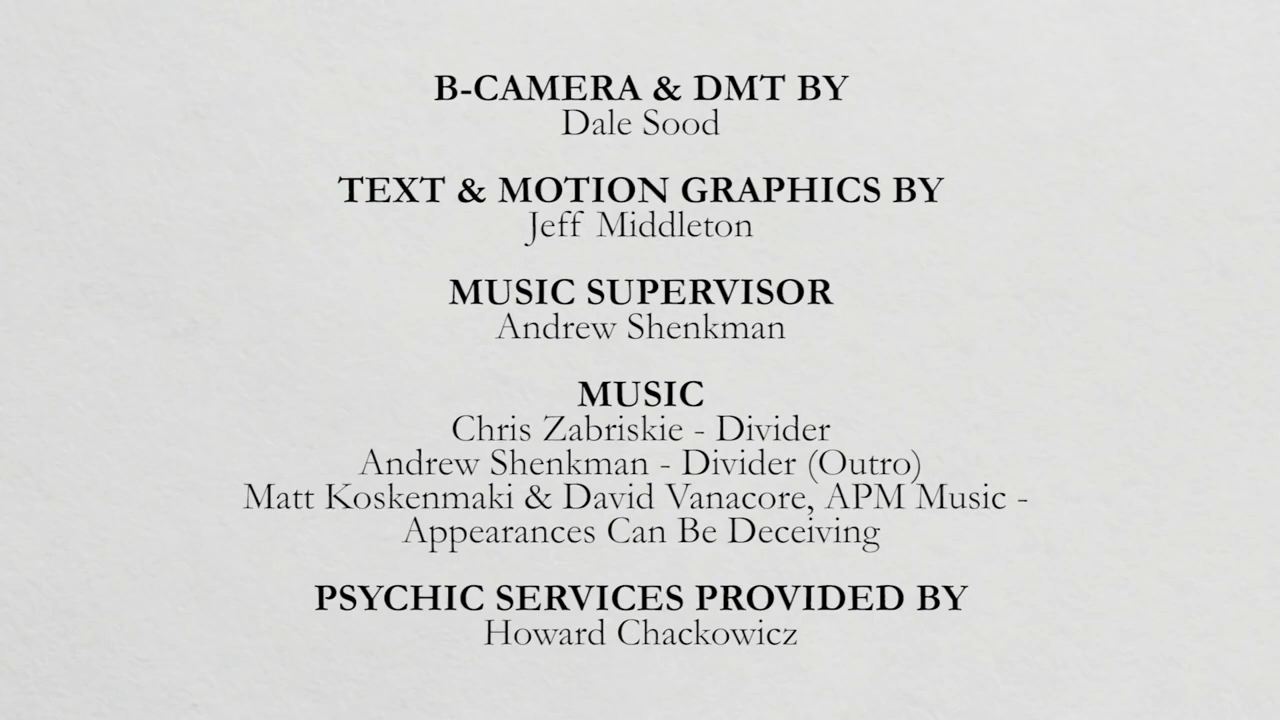 B-CAMERA & DMT BY
Dale Sood
TEXT & MOTION GRAPHICS BY
Jeff Middleton
MUSIC SUPERVISOR
Andrew Shenkman
MUSIC
Chris Zabriskie - Divider
Andrew Shenkman - Divider (Outro)
Matt Koskenmaki & David Vanacore, APM Music -
Appearances Can Be Deceiving
PSYCHIC SERVICES PROVIDED BY
Howard Chackowicz